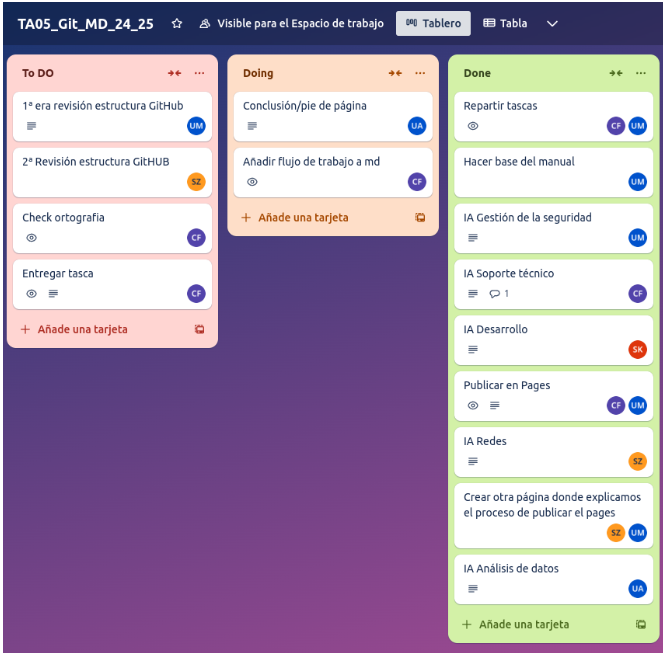 TA05_Git_MD_24_25
Visible para el Espacio de trabajo
Tablero
Tabla
To DO
1ª era revisión estructura GitHub
UM
2ª Revisión estructura GitHUB
SZ
Check ortografia
CF
Entregar tasca
CF
+ Añade una tarjeta
Doing
Conclusión/pie de página
UA
Añadir flujo de trabajo a md
CF
+ Añade una tarjeta
Done
Repartir tascas
CF UM
Hacer base del manual
UM
IA Gestión de la seguridad
UM
IA Soporte técnico
1
CF
IA Desarrollo
SK
Publicar en Pages
CF UM
IA Redes
SZ
Crear otra página donde explicamos
el proceso de publicar el pages
SZ UM
IA Análisis de datos
UA
+ Añade una tarjeta